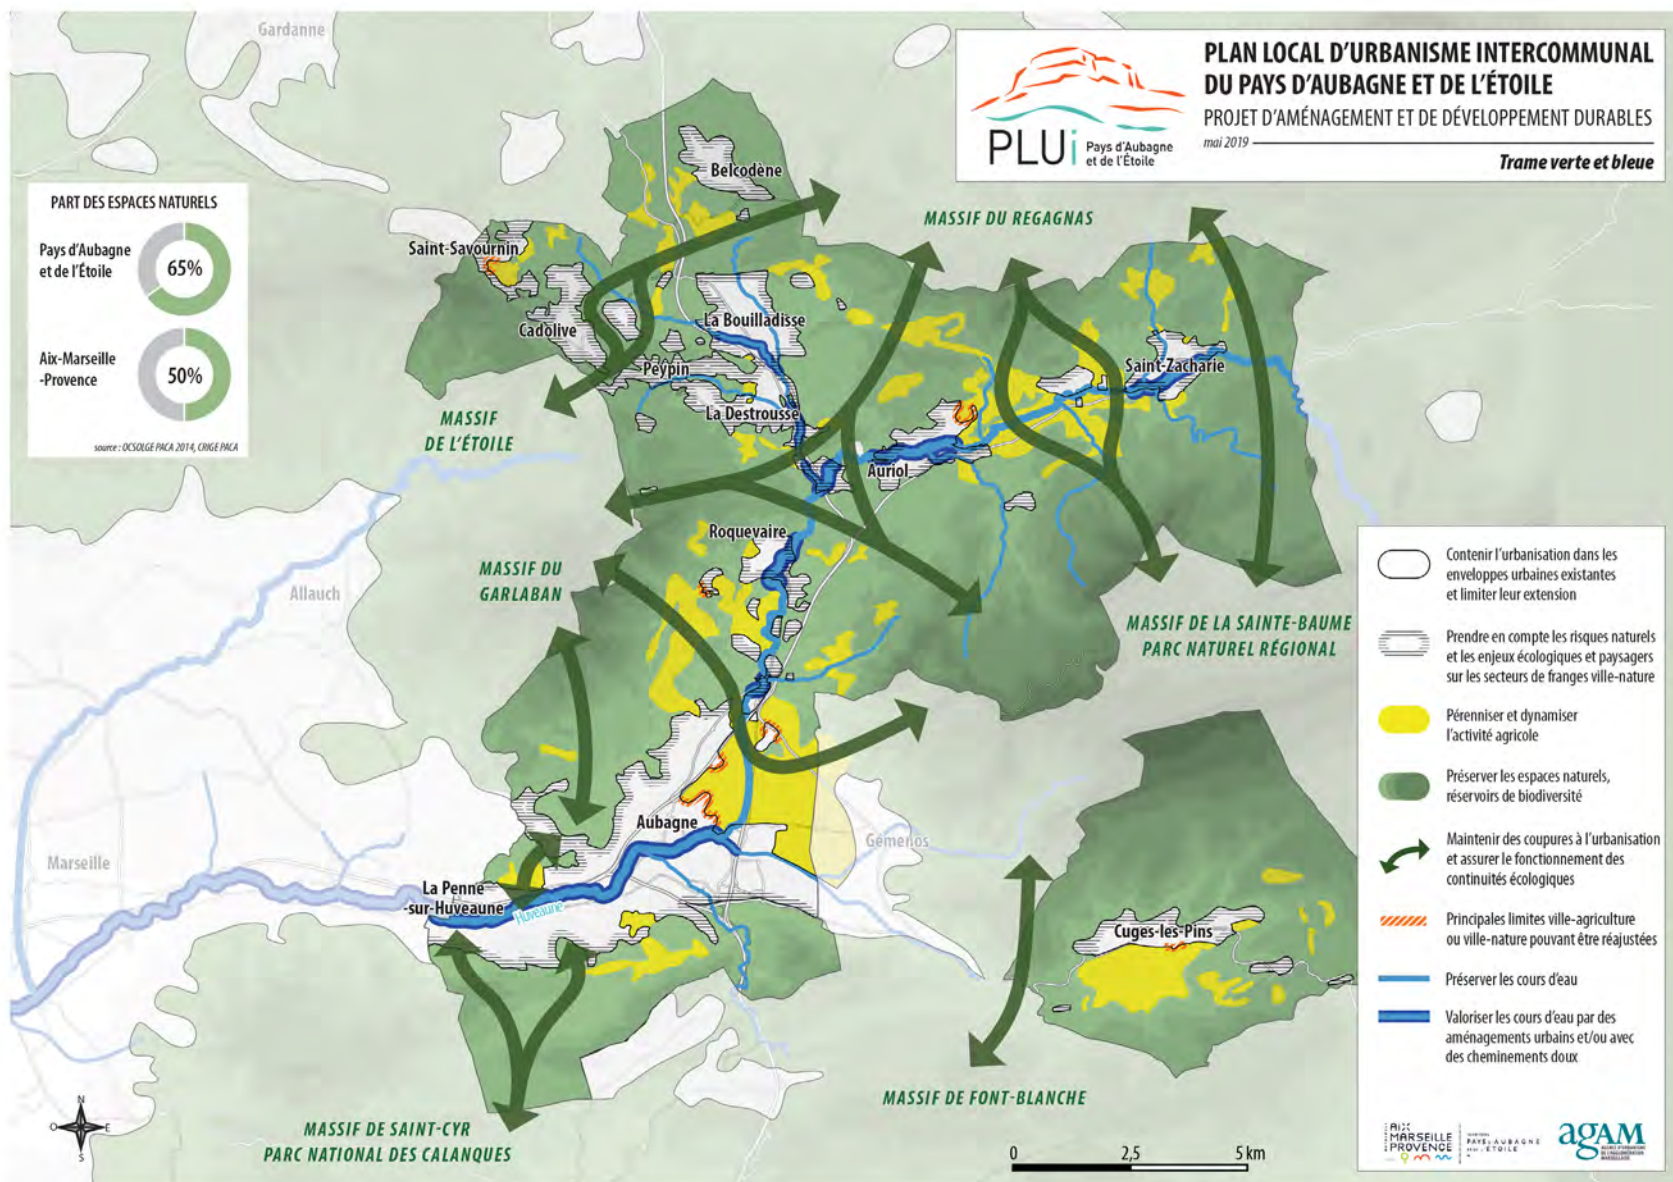 PLAN LOCAL D'URBANISME INTERCOMMUNAL
DU PAYS D'AUBAGNE ET DE L'ÉTOILE
PROJET D'AMÉNAGEMENT ET DE DÉVELOPPEMENT DURABLES
mai 2019
Trame verte et bleue
PLUi
Pays d'Aubagne
et de l'Étoile
Gardanne
PART DES ESPACES NATURELS
Pays d'Aubagne
et de l'Étoile
65%
Aix-Marseille
-Provence
50%
source : OCSOLGE PACA 2014, CRIGE PACA
Belcodène
MASSIF DU REGAGNAS
Saint-Savournin
Cadolive
La Bouilladisse
Peypin
Saint-Zacharie
La Destrousse
MASSIF
DE L'ÉTOILE
Auriol
Roquevaire
MASSIF DU
GARLABAN
Allauch
MASSIF DE LA SAINTE-BAUME
PARC NATUREL RÉGIONAL
Aubagne
Gémenos
Marseille
La Penne
-sur-Huveaune
Huveaune
Cuges-les-Pins
MASSIF DE FONT-BLANCHE
MASSIF DE SAINT-CYR
PARC NATIONAL DES CALANQUES
N
O
E
S
0
2,5
5 km
Contenir l'urbanisation dans les
enveloppes urbaines existantes
et limiter leur extension
Prendre en compte les risques naturels
et les enjeux écologiques et paysagers
sur les secteurs de franges ville-nature
Pérenniser et dynamiser
l'activité agricole
Préserver les espaces naturels,
réservoirs de biodiversité
Maintenir des coupures à l'urbanisation
et assurer le fonctionnement des
continuités écologiques
Principales limites ville-agriculture
ou ville-nature pouvant être réajustées
Préserver les cours d'eau
Valoriser les cours d'eau par des
aménagements urbains et/ou avec
des cheminements doux
AIX
MARSEILLE
PROVENCE
PAYS D'AUBAGNE
ET DE L'ÉTOILE
agAM